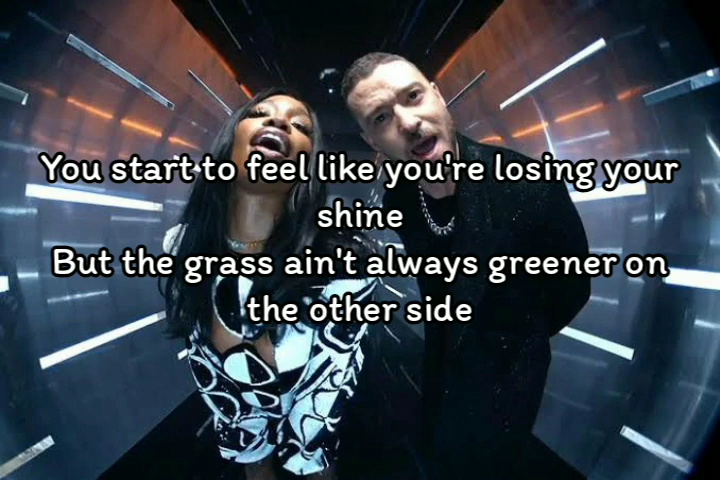 You start to feel like you're losing your
shine
But the grass ain't always greener on
the other side